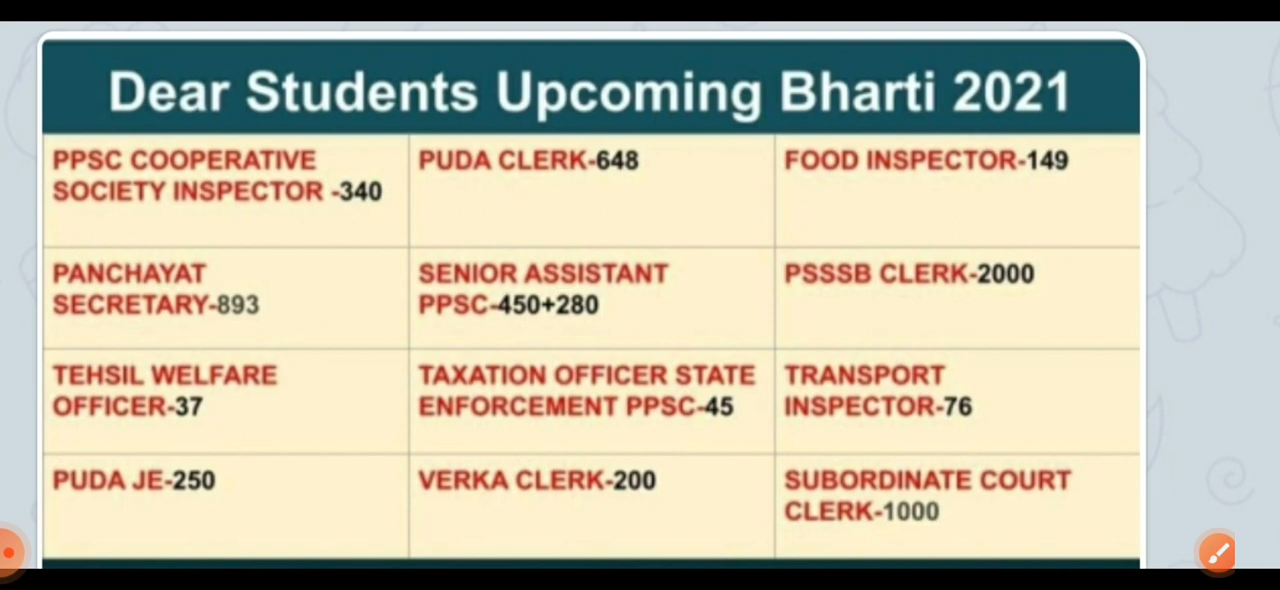 Dear Students Upcoming Bharti 2021
PPSC COOPERATIVE
SOCIETY INSPECTOR -340
PUDA CLERK-648
FOOD INSPECTOR-149
PANCHAYAT
SECRETARY-893
SENIOR ASSISTANT
PPSC-450+280
PSSSB CLERK-2000
TEHSIL WELFARE
OFFICER-37
TAXATION OFFICER STATE
ENFORCEMENT PPSC-45
TRANSPORT
INSPECTOR-76
PUDA JE-250
VERKA CLERK-200
SUBORDINATE COURT
CLERK-1000